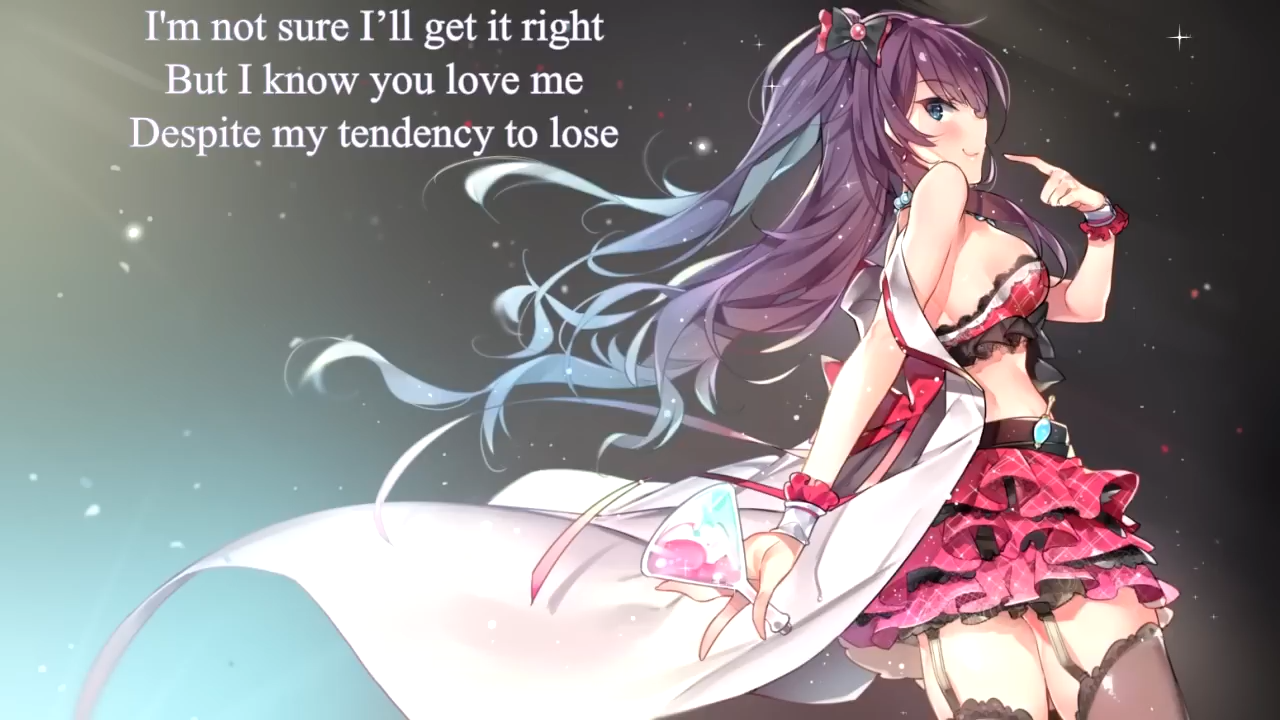 I'm not sure I’ll get it right
But I know you love me
Despite my tendency to lose